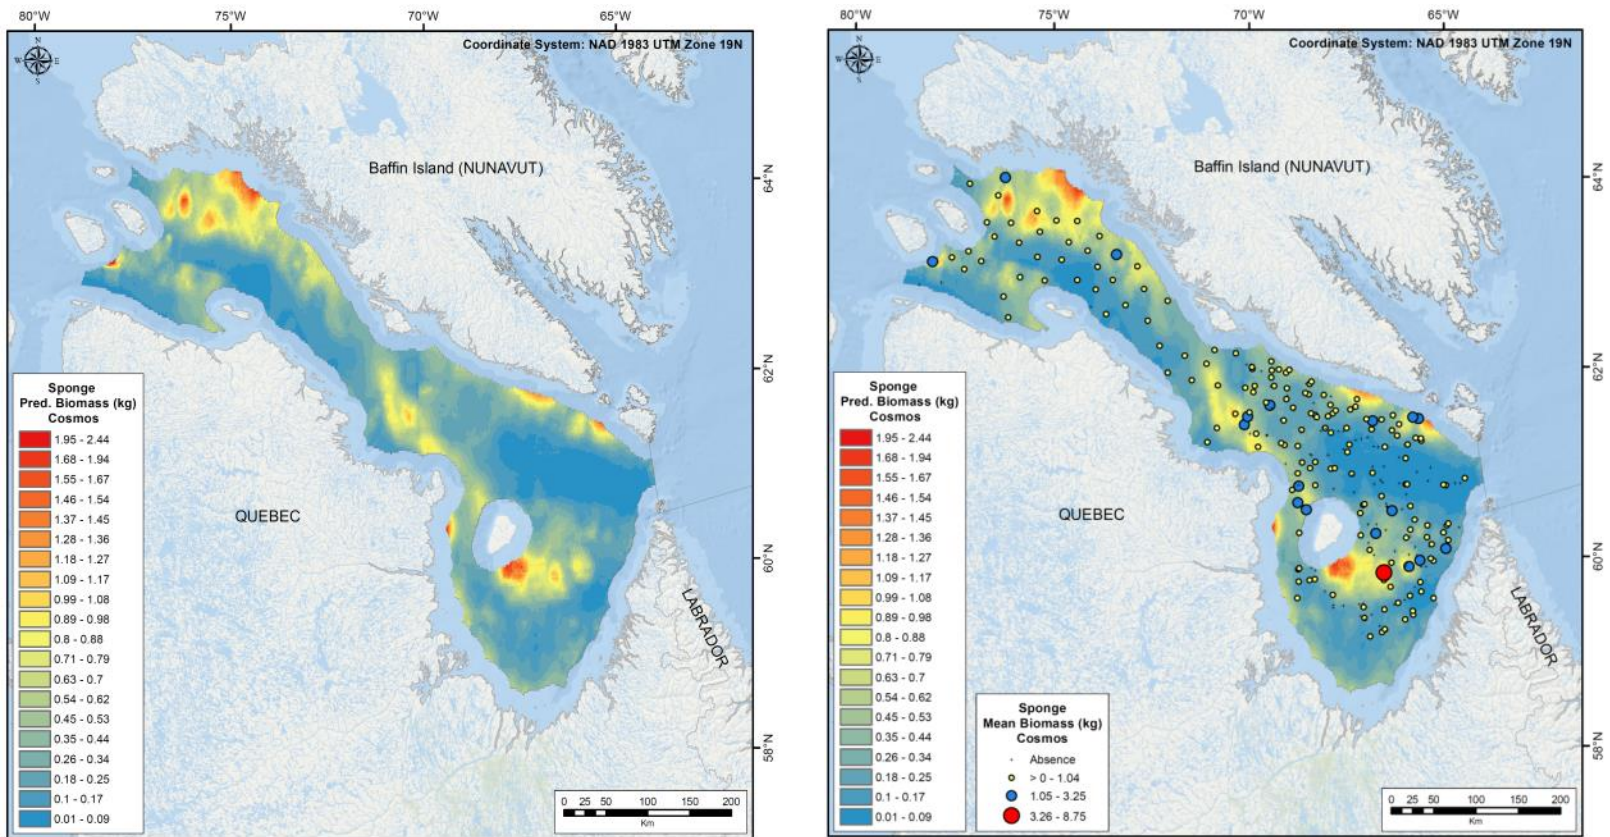 80°W 75°W 70°W 65°W
Coordinate System: NAD 1983 UTM Zone 19N
N
W E
S
Baffin Island (NUNAVUT)
64°N
62°N
60°N
58°N
QUEBEC
LABRADOR
Sponge
Pred. Biomass (kg)
Cosmos
1.95 - 2.44
1.68 - 1.94
1.55 - 1.67
1.46 - 1.54
1.37 - 1.45
1.28 - 1.36
1.18 - 1.27
1.09 - 1.17
0.99 - 1.08
0.89 - 0.98
0.8 - 0.88
0.71 - 0.79
0.63 - 0.7
0.54 - 0.62
0.45 - 0.53
0.35 - 0.44
0.26 - 0.34
0.18 - 0.25
0.1 - 0.17
0.01 - 0.09
0 25 50 100 150 200
Km
80°W 75°W 70°W 65°W
Coordinate System: NAD 1983 UTM Zone 19N
N
W E
S
Baffin Island (NUNAVUT)
64°N
62°N
60°N
58°N
QUEBEC
LABRADOR
Sponge
Pred. Biomass (kg)
Cosmos
1.95 - 2.44
1.68 - 1.94
1.55 - 1.67
1.46 - 1.54
1.37 - 1.45
1.28 - 1.36
1.18 - 1.27
1.09 - 1.17
0.99 - 1.08
0.89 - 0.98
0.8 - 0.88
0.71 - 0.79
0.63 - 0.7
0.54 - 0.62
0.45 - 0.53
0.35 - 0.44
0.26 - 0.34
0.18 - 0.25
0.1 - 0.17
0.01 - 0.09
Sponge
Mean Biomass (kg)
Cosmos
Absence
> 0 - 1.04
1.05 - 3.25
3.26 - 8.75
0 25 50 100 150 200
Km